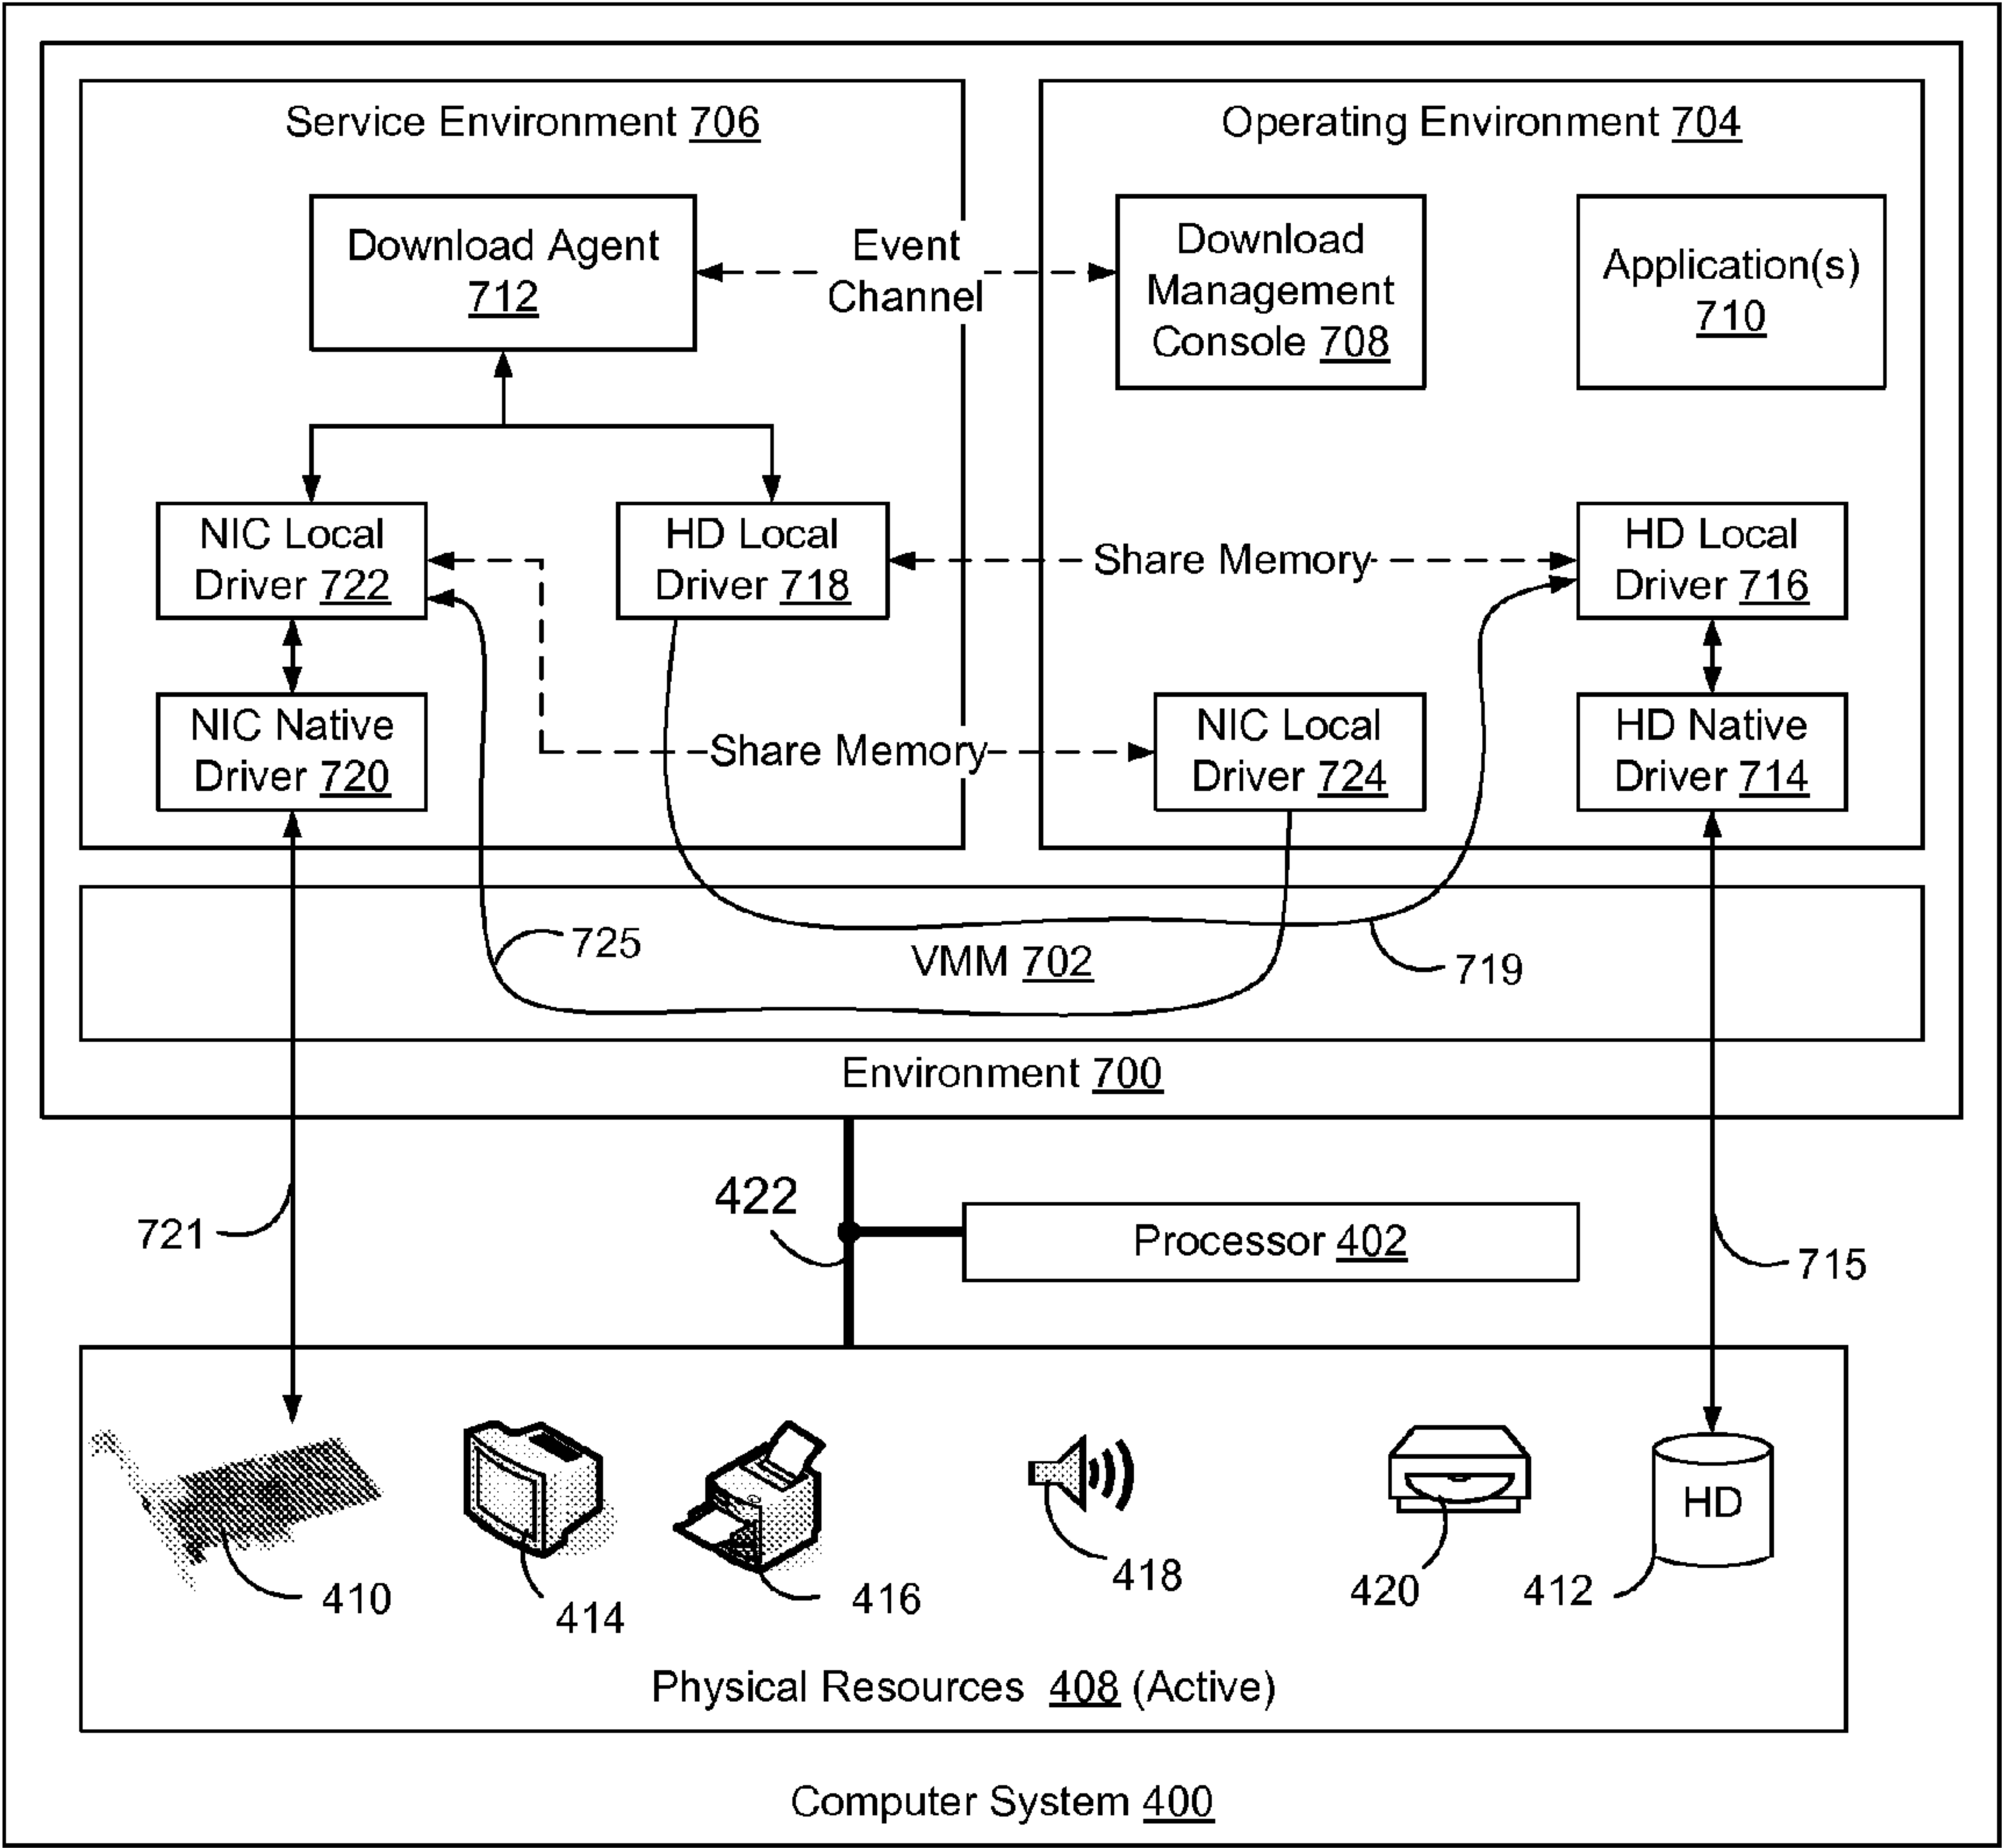 Service Environment 706
Operating Environment 704
Download Agent
712
Event
Channel
Download
Management
Console 708
Application(s)
710
NIC Local
Driver 722
HD Local
Driver 718
Share Memory
HD Local
Driver 716
NIC Native
Driver 720
Share Memory
NIC Local
Driver 724
HD Native
Driver 714
725
VMM 702
719
Environment 700
422
721
Processor 402
715
HD
410
414
416
418
420
412
Physical Resources 408 (Active)
Computer System 400